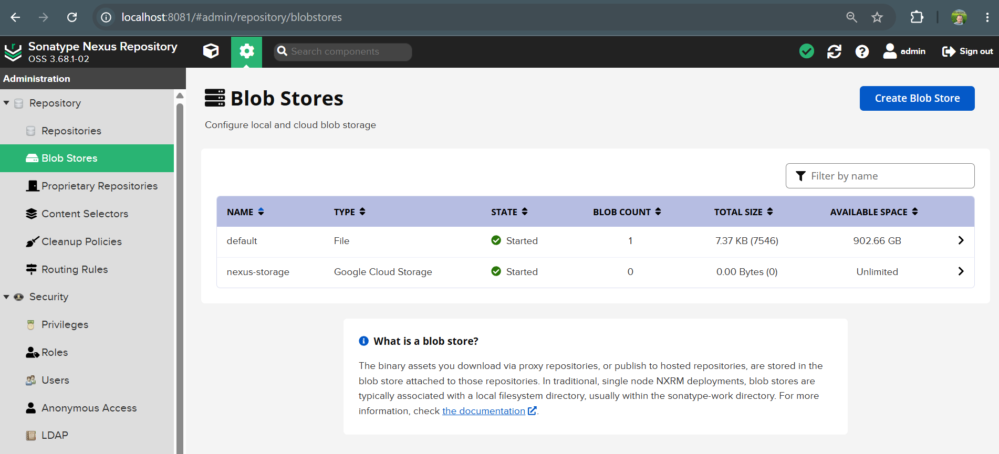 localhost:8081/#admin/repository/blobstores
Sonatype Nexus Repository
OSS 3.68.1-02
Search components
admin
Sign out
Administration
Repository
Repositories
Blob Stores
Proprietary Repositories
Content Selectors
Cleanup Policies
Routing Rules
Security
Privileges
Roles
Users
Anonymous Access
LDAP
Blob Stores
Create Blob Store
Configure local and cloud blob storage
Filter by name
NAME TYPE STATE BLOB COUNT TOTAL SIZE AVAILABLE SPACE
default File Started 1 7.37 KB (7546) 902.66 GB
nexus-storage Google Cloud Storage Started 0 0.00 Bytes (0) Unlimited
What is a blob store?
The binary assets you download via proxy repositories, or publish to hosted repositories, are stored in the
blob store attached to those repositories. In traditional, single node NXRM deployments, blob stores are
typically associated with a local filesystem directory, usually within the sonatype-work directory. For more
information, check the documentation.